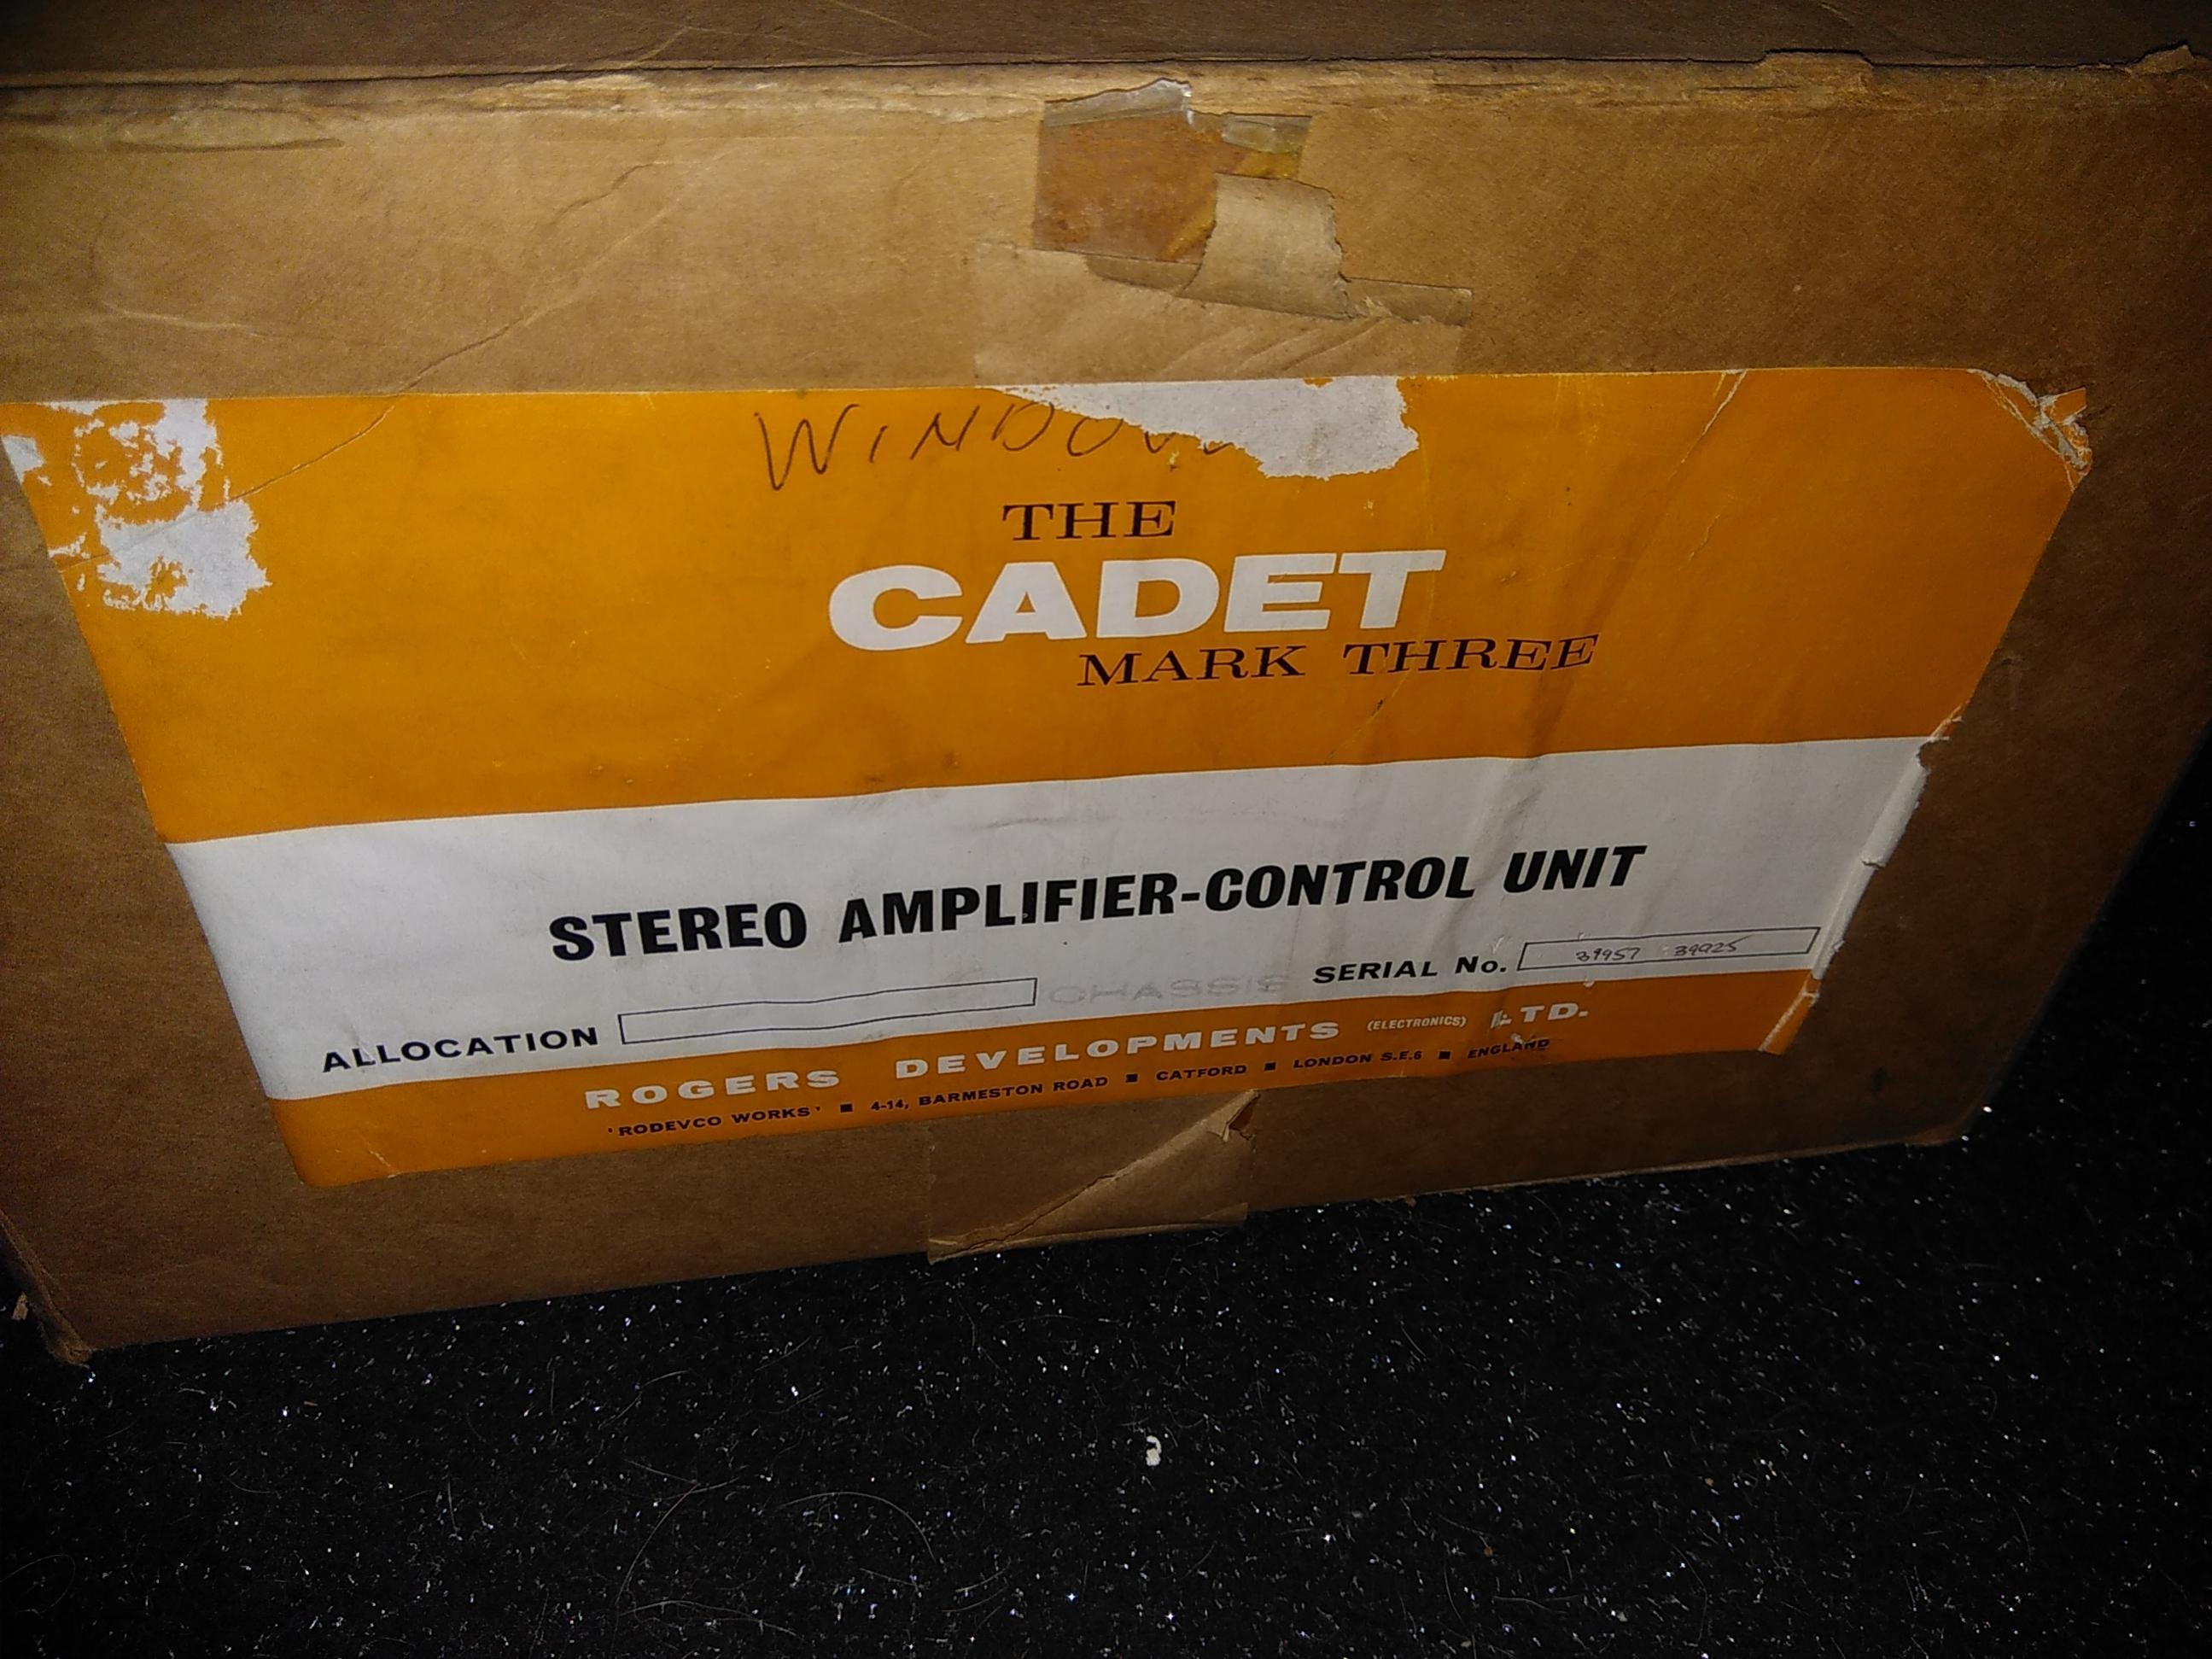 THE
CADET
MARK THREE
STEREO AMPLIFIER-CONTROL UNIT
ALLOCATION CHASSIS SERIAL No. 39957 39925
ROGERS DEVELOPMENTS (ELECTRONICS) LTD.
'RODEVCO WORKS' ■ 4-14, BARMESTON ROAD ■ CATFORD ■ LONDON S.E.6 ■ ENGLAND